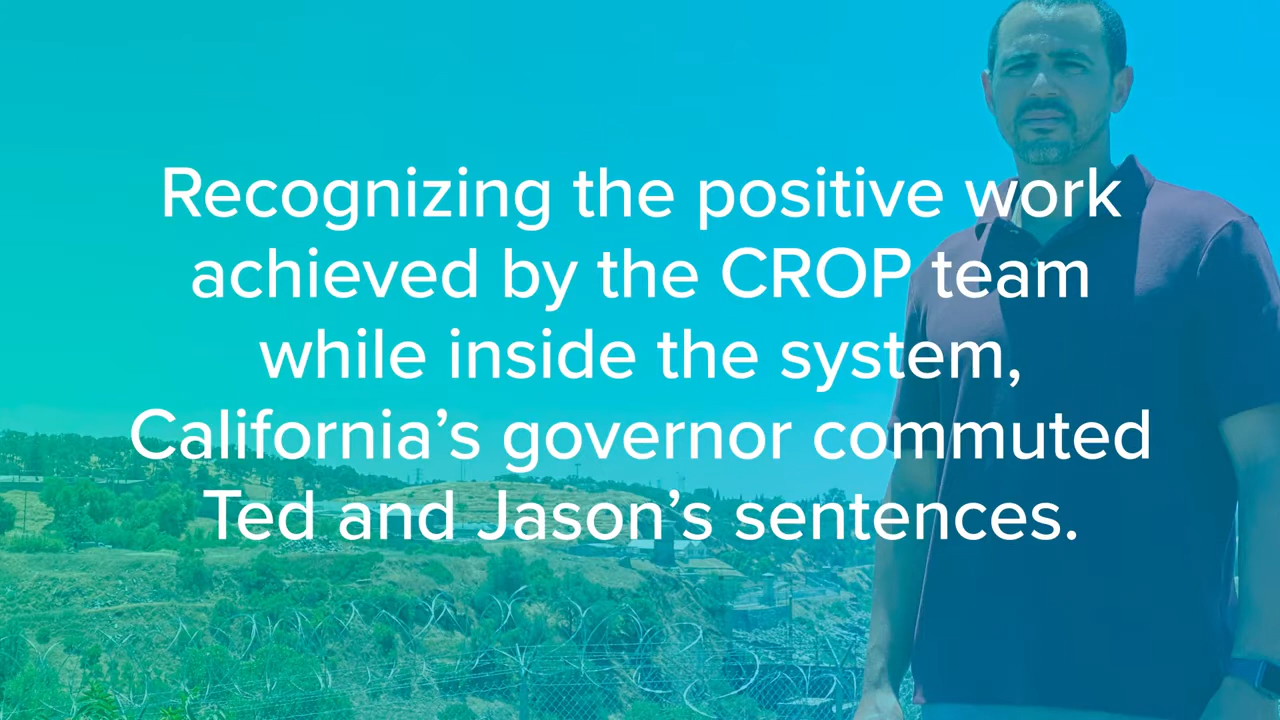 Recognizing the positive work
achieved by the CROP team
while inside the system,
California’s governor commuted
Ted and Jason’s sentences.